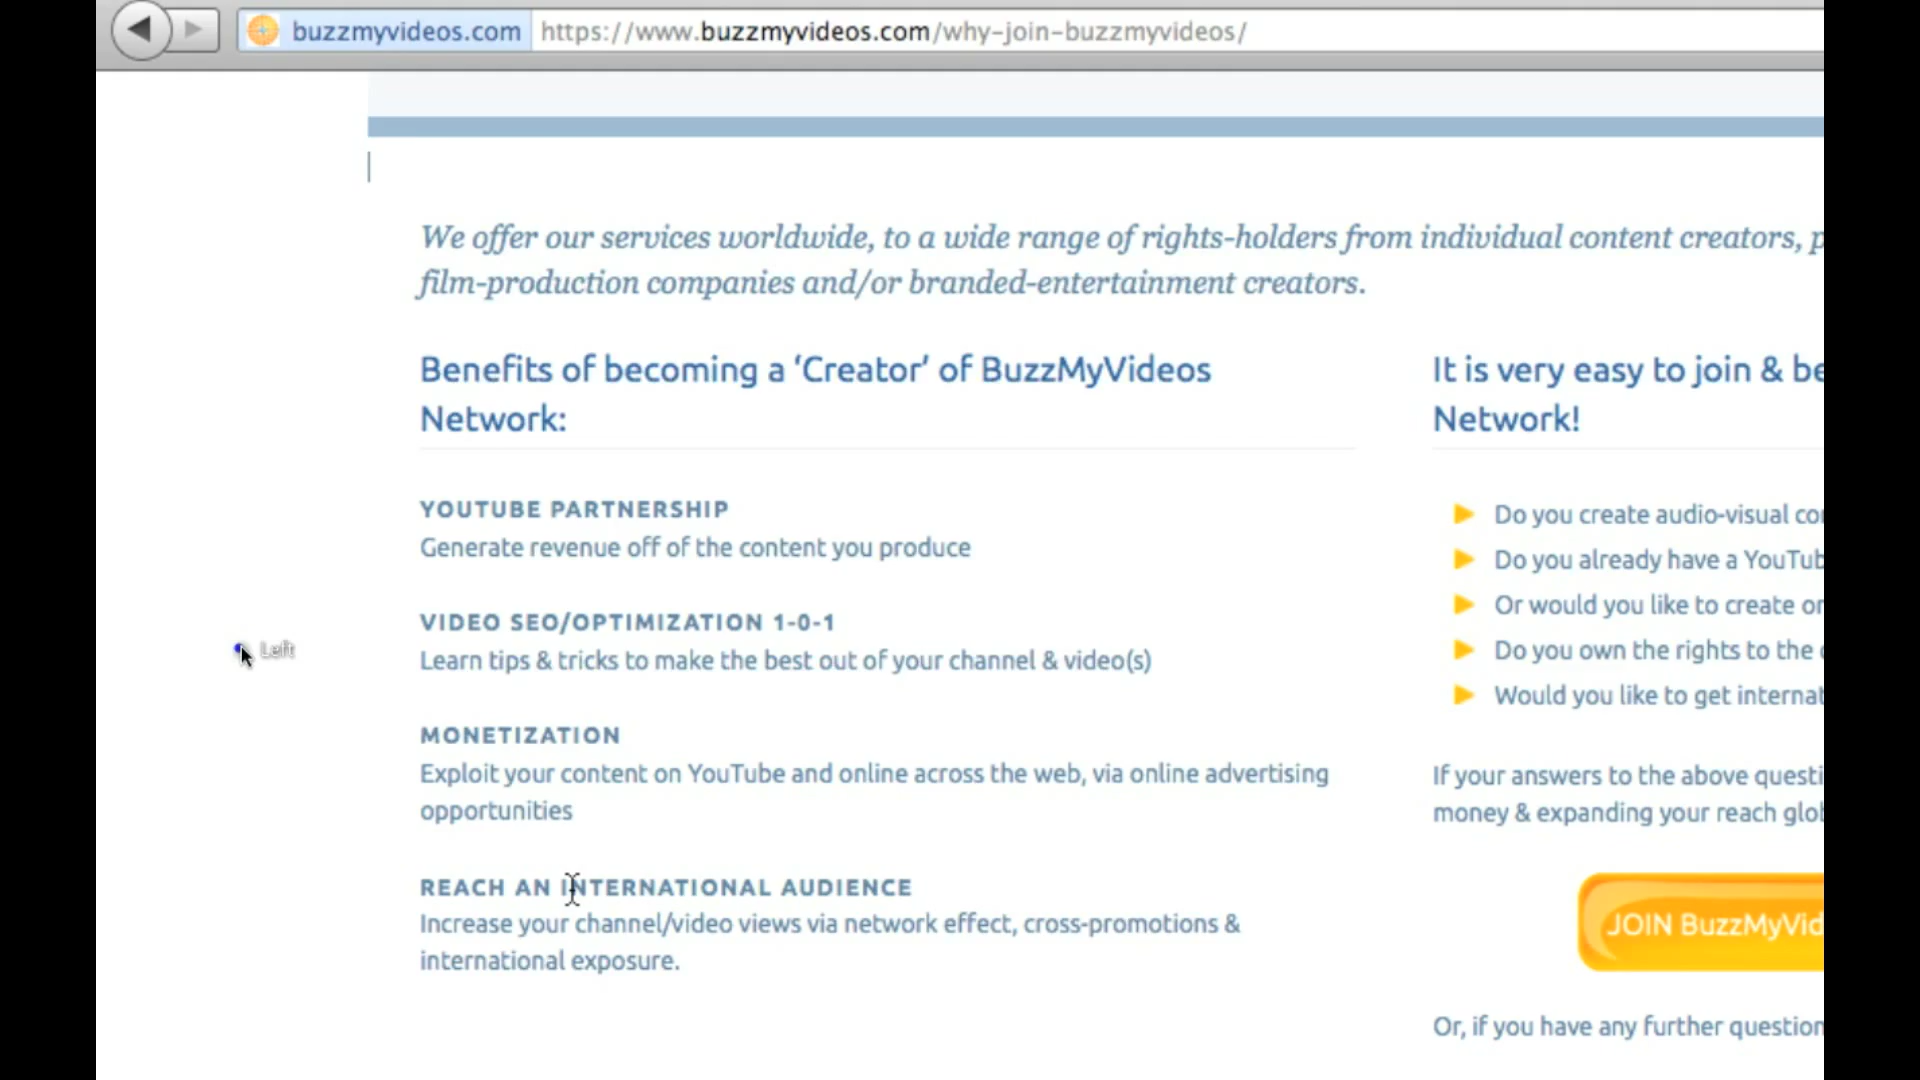 buzzmyvideos.com https://www.buzzmyvideos.com/why-join-buzzmyvideos/
We offer our services worldwide, to a wide range of rights-holders from individual content creators, p
film-production companies and/or branded-entertainment creators.
Benefits of becoming a ‘Creator’ of BuzzMyVideos
Network:
YOUTUBE PARTNERSHIP
Generate revenue off of the content you produce
VIDEO SEO/OPTIMIZATION 1-0-1
Learn tips & tricks to make the best out of your channel & video(s)
MONETIZATION
Exploit your content on YouTube and online across the web, via online advertising
opportunities
REACH AN INTERNATIONAL AUDIENCE
Increase your channel/video views via network effect, cross-promotions &
international exposure.
Left
It is very easy to join & be
Network!
Do you create audio-visual co
Do you already have a YouTub
Or would you like to create or
Do you own the rights to the
Would you like to get internat
If your answers to the above questi
money & expanding your reach glob
JOIN BuzzMyVid
Or, if you have any further question